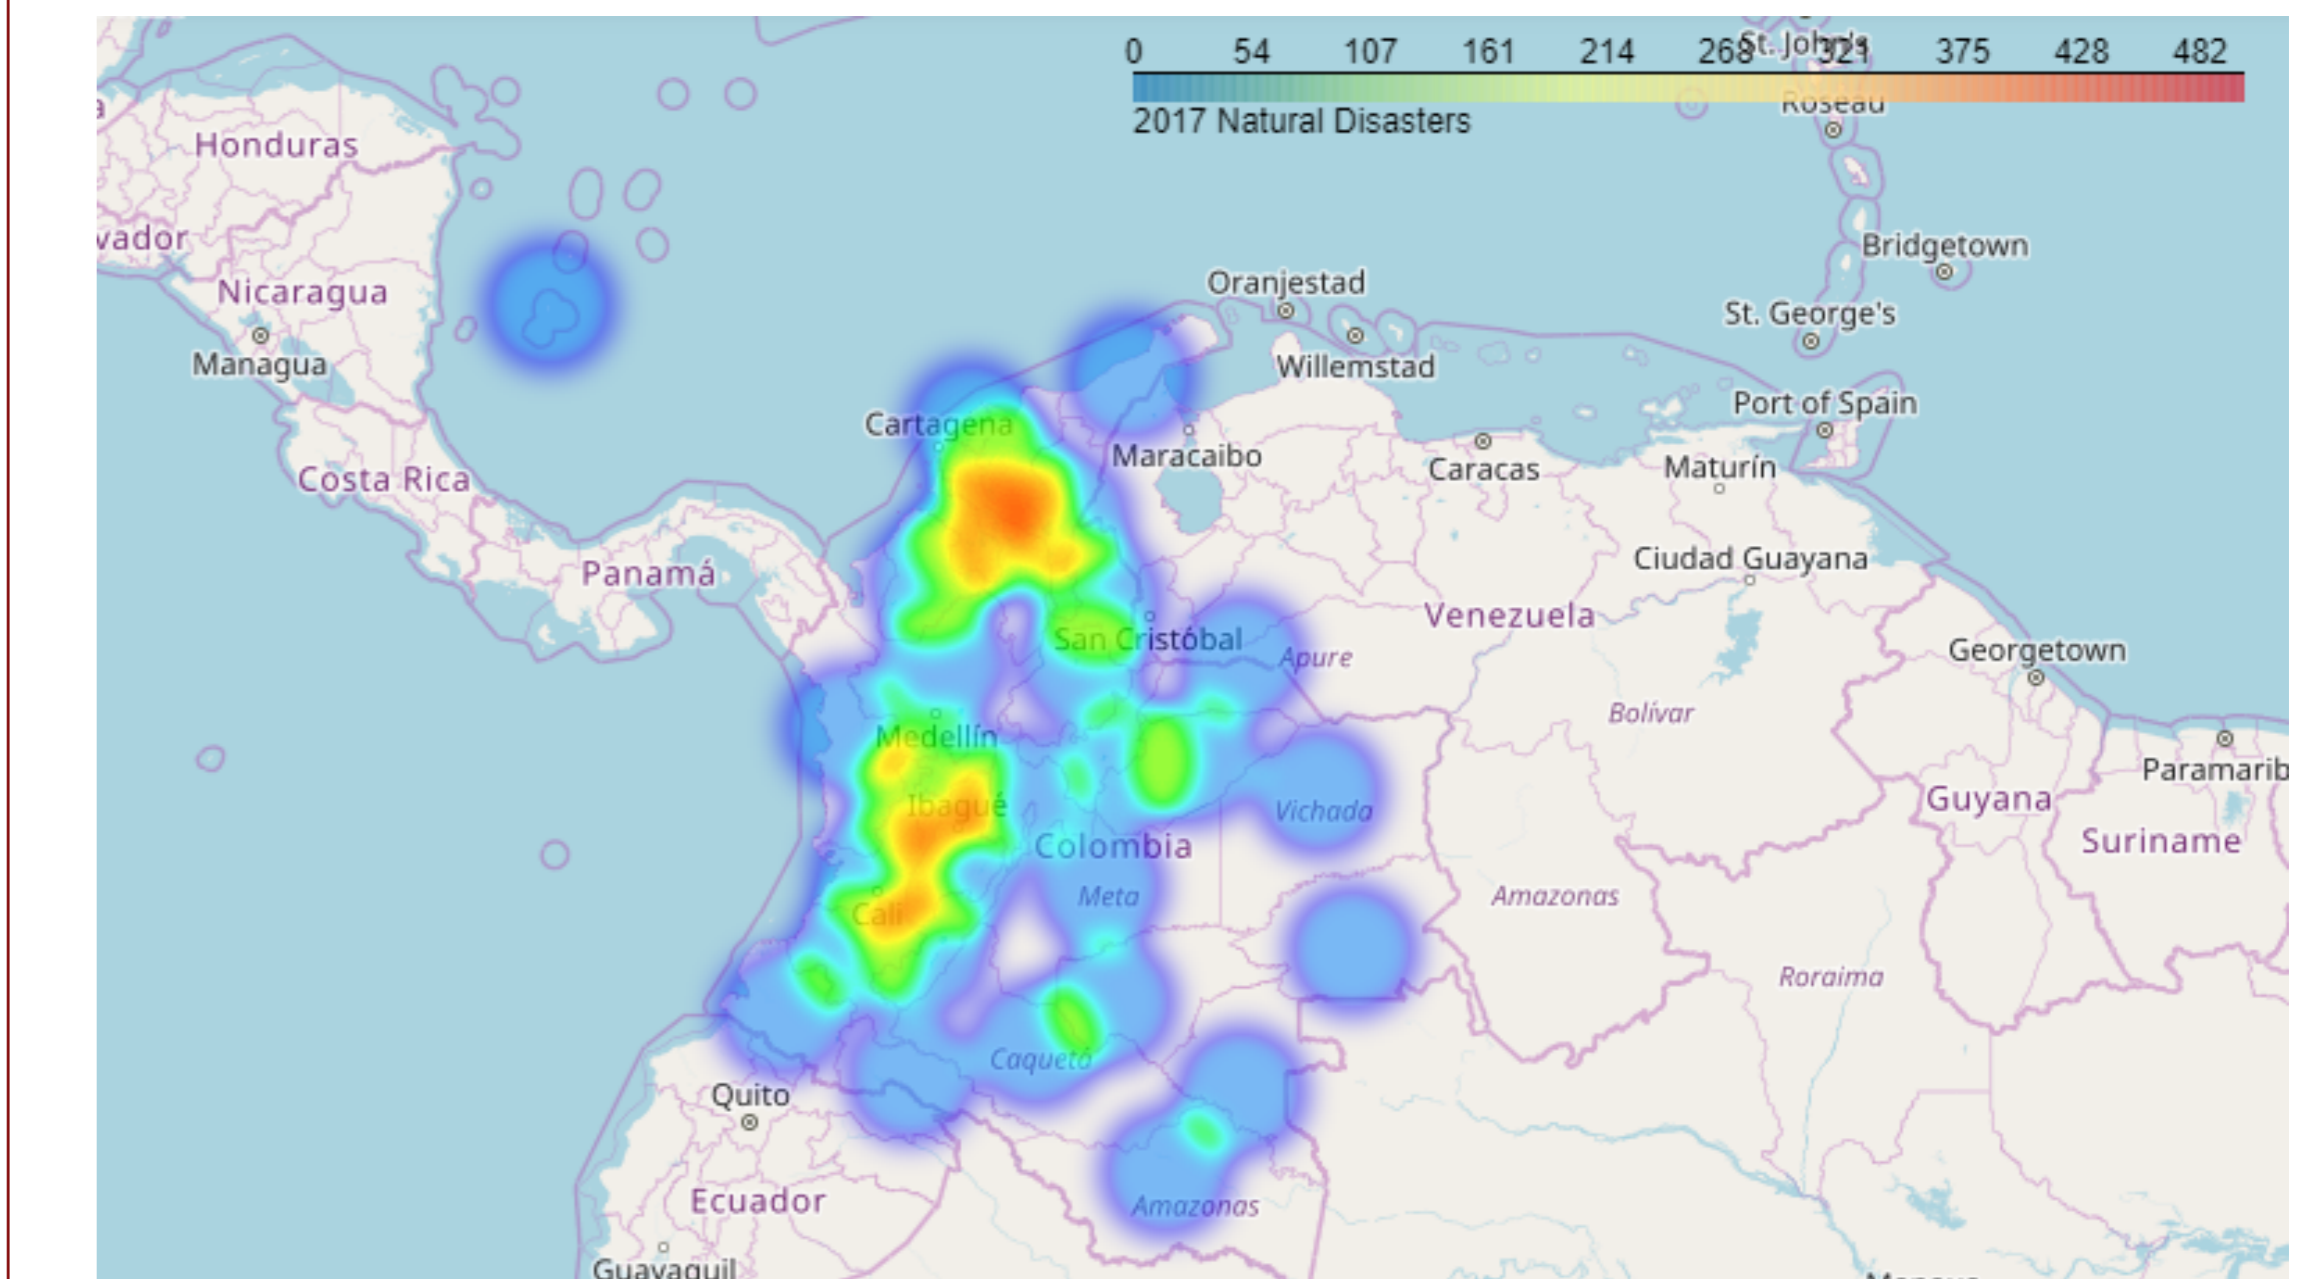 0 54 107 161 214 268 321 375 428 482
St. John's
Roseau
2017 Natural Disasters
Honduras
vador
Bridgetown
Nicaragua
Oranjestad
St. George's
Managua
Willemstad
Port of Spain
Cartagena
Maracaibo
Caracas
Maturín
Costa Rica
Ciudad Guayana
Panamá
Venezuela
San Cristóbal
Apure
Georgetown
Bolívar
Medellín
Paramarib
Ibagué
Vichada
Guyana
Colombia
Suriname
Meta
Amazonas
Cali
Roraima
Caquetá
Quito
Ecuador
Amazonas
Guayaquil